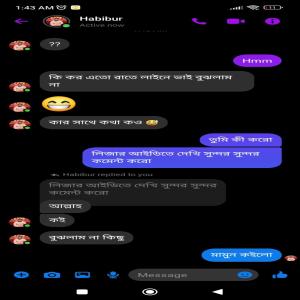 1:43 AM
Habibur
Active now
??
Hmm
কি কর এতো রাতে লাইনে ভাই বুঝলাম
না
কার সাথে কথা কও
তুমি কী করো
নিজার আইডিতে দেখি সুন্দর সুন্দর
কমেন্ট করো
Habibur replied to you
নিজার আইডিতে দেখি সুন্দর সুন্দর
কমেন্ট করো
আল্লাহ
কই
বুঝলাম না কিছু
মামুন কইলো
Message